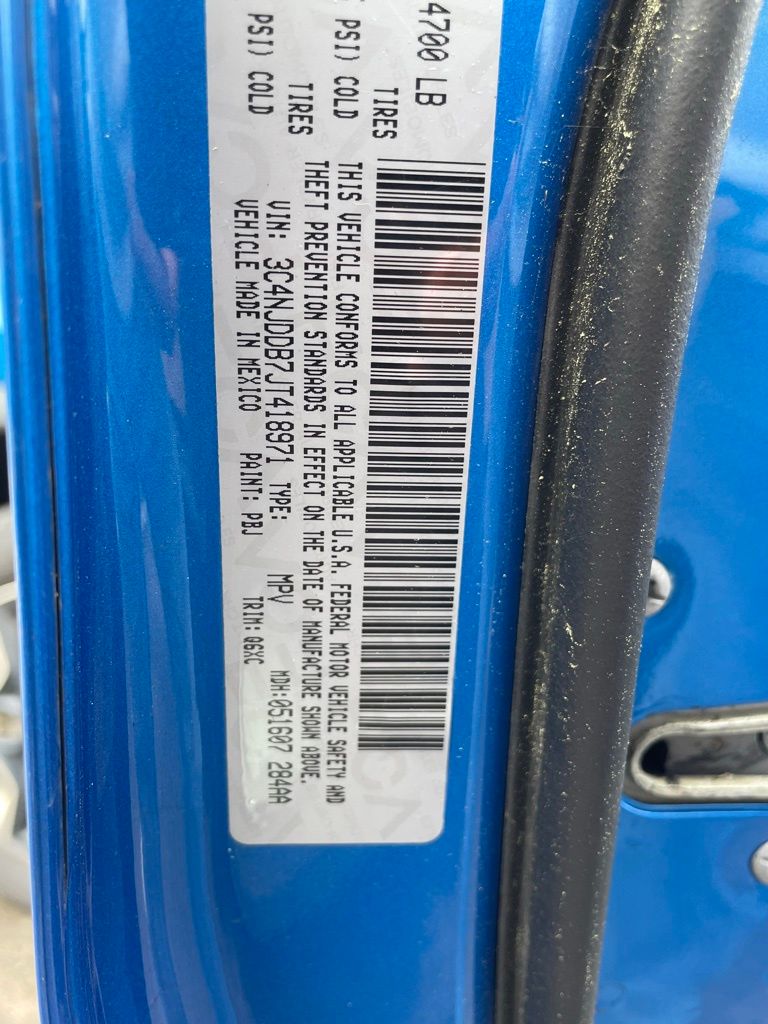 4700 LB
TIRES
PSI) COLD
TIRES
PSI) COLD
THIS VEHICLE CONFORMS TO ALL APPLICABLE U.S.A. FEDERAL MOTOR VEHICLE SAFETY AND
THEFT PREVENTION STANDARDS IN EFFECT ON THE DATE OF MANUFACTURE SHOWN ABOVE.
VIN: 3C4NJDDB7JT418971 TYPE: MPV MDH:051607 284AA
VEHICLE MADE IN MEXICO PAINT: PBJ TRIM: Q6XC